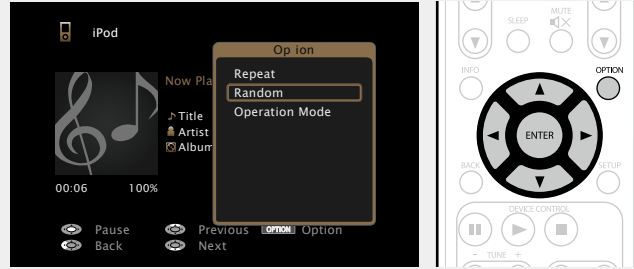 iPod
Op ion
Repeat
Random
Operation Mode
Now Pla
Title
Artist
Album
00:06 100%
Pause Previous OPTION Option
Back Next
SLEEP MUTE
INFO OPTION
ENTER
BACK SETUP
DEVICE CONTROL
- TUNE +